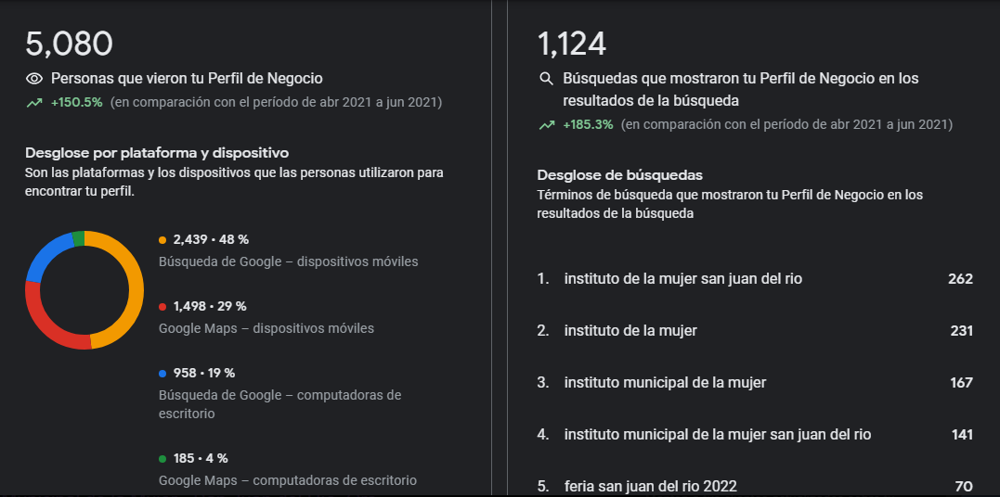 5,080
Personas que vieron tu Perfil de Negocio
+150.5% (en comparación con el período de abr 2021 a jun 2021)
Desglose por plataforma y dispositivo
Son las plataformas y los dispositivos que las personas utilizaron para
encontrar tu perfil.
2,439 • 48 %
Búsqueda de Google – dispositivos móviles
1,498 • 29 %
Google Maps – dispositivos móviles
958 • 19 %
Búsqueda de Google – computadoras de
escritorio
185 • 4 %
Google Maps – computadoras de escritorio
1,124
Búsquedas que mostraron tu Perfil de Negocio en los
resultados de la búsqueda
+185.3% (en comparación con el período de abr 2021 a jun 2021)
Desglose de búsquedas
Términos de búsqueda que mostraron tu Perfil de Negocio en los
resultados de la búsqueda
1. instituto de la mujer san juan del rio 262
2. instituto de la mujer 231
3. instituto municipal de la mujer 167
4. instituto municipal de la mujer san juan del rio 141
5. feria san juan del rio 2022 70